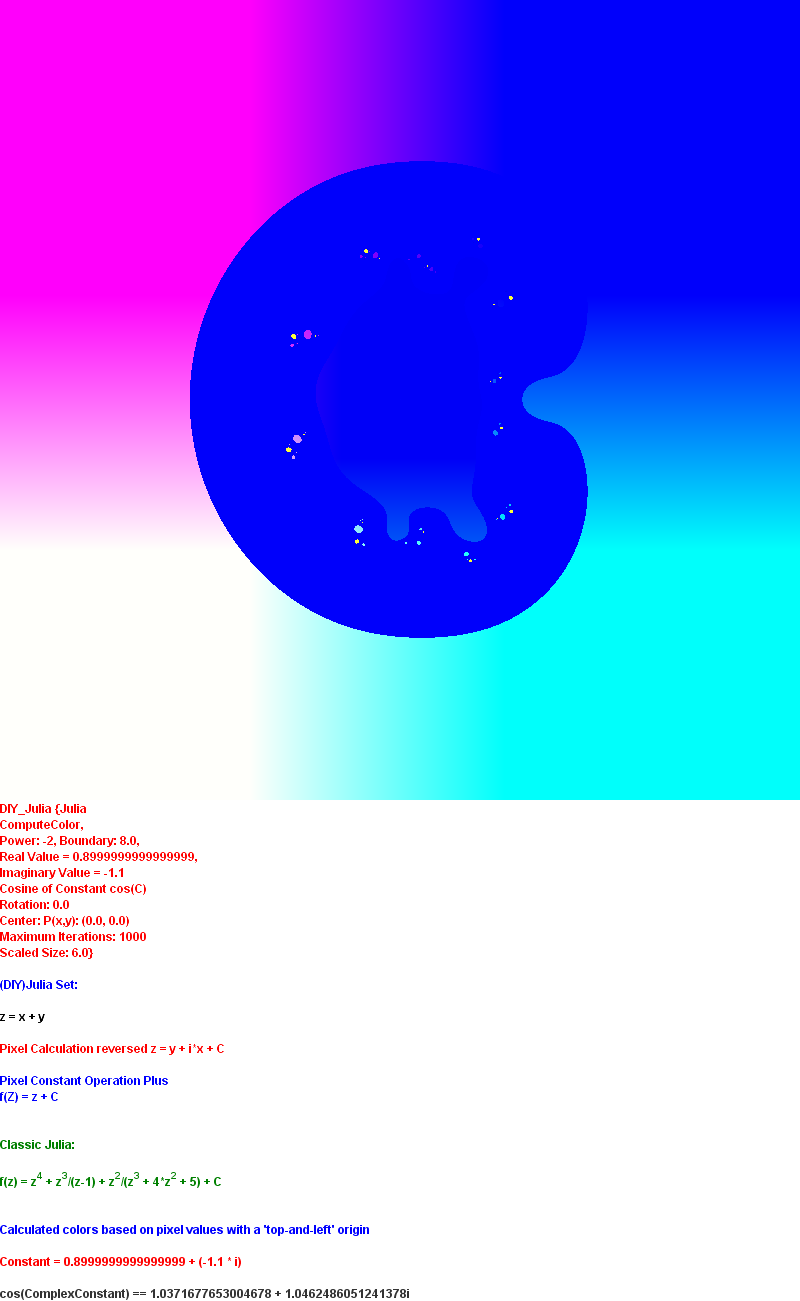 DIY_Julia {Julia
ComputeColor,
Power: -2, Boundary: 8.0,
Real Value = 0.8999999999999999,
Imaginary Value = -1.1
Cosine of Constant cos(C)
Rotation: 0.0
Center: P(x,y): (0.0, 0.0)
Maximum Iterations: 1000
Scaled Size: 6.0}
(DIY)Julia Set:
z = x + y
Pixel Calculation reversed z = y + i*x + C
Pixel Constant Operation Plus
f(Z) = z + C
Classic Julia:
f(z) = z^4 + z^3/(z-1) + z^2/(z^3 + 4*z^2 + 5) + C
Calculated colors based on pixel values with a 'top-and-left' origin
Constant = 0.8999999999999999 + (-1.1 * i)
cos(ComplexConstant) == 1.0371677653004678 + 1.0462486051241378i